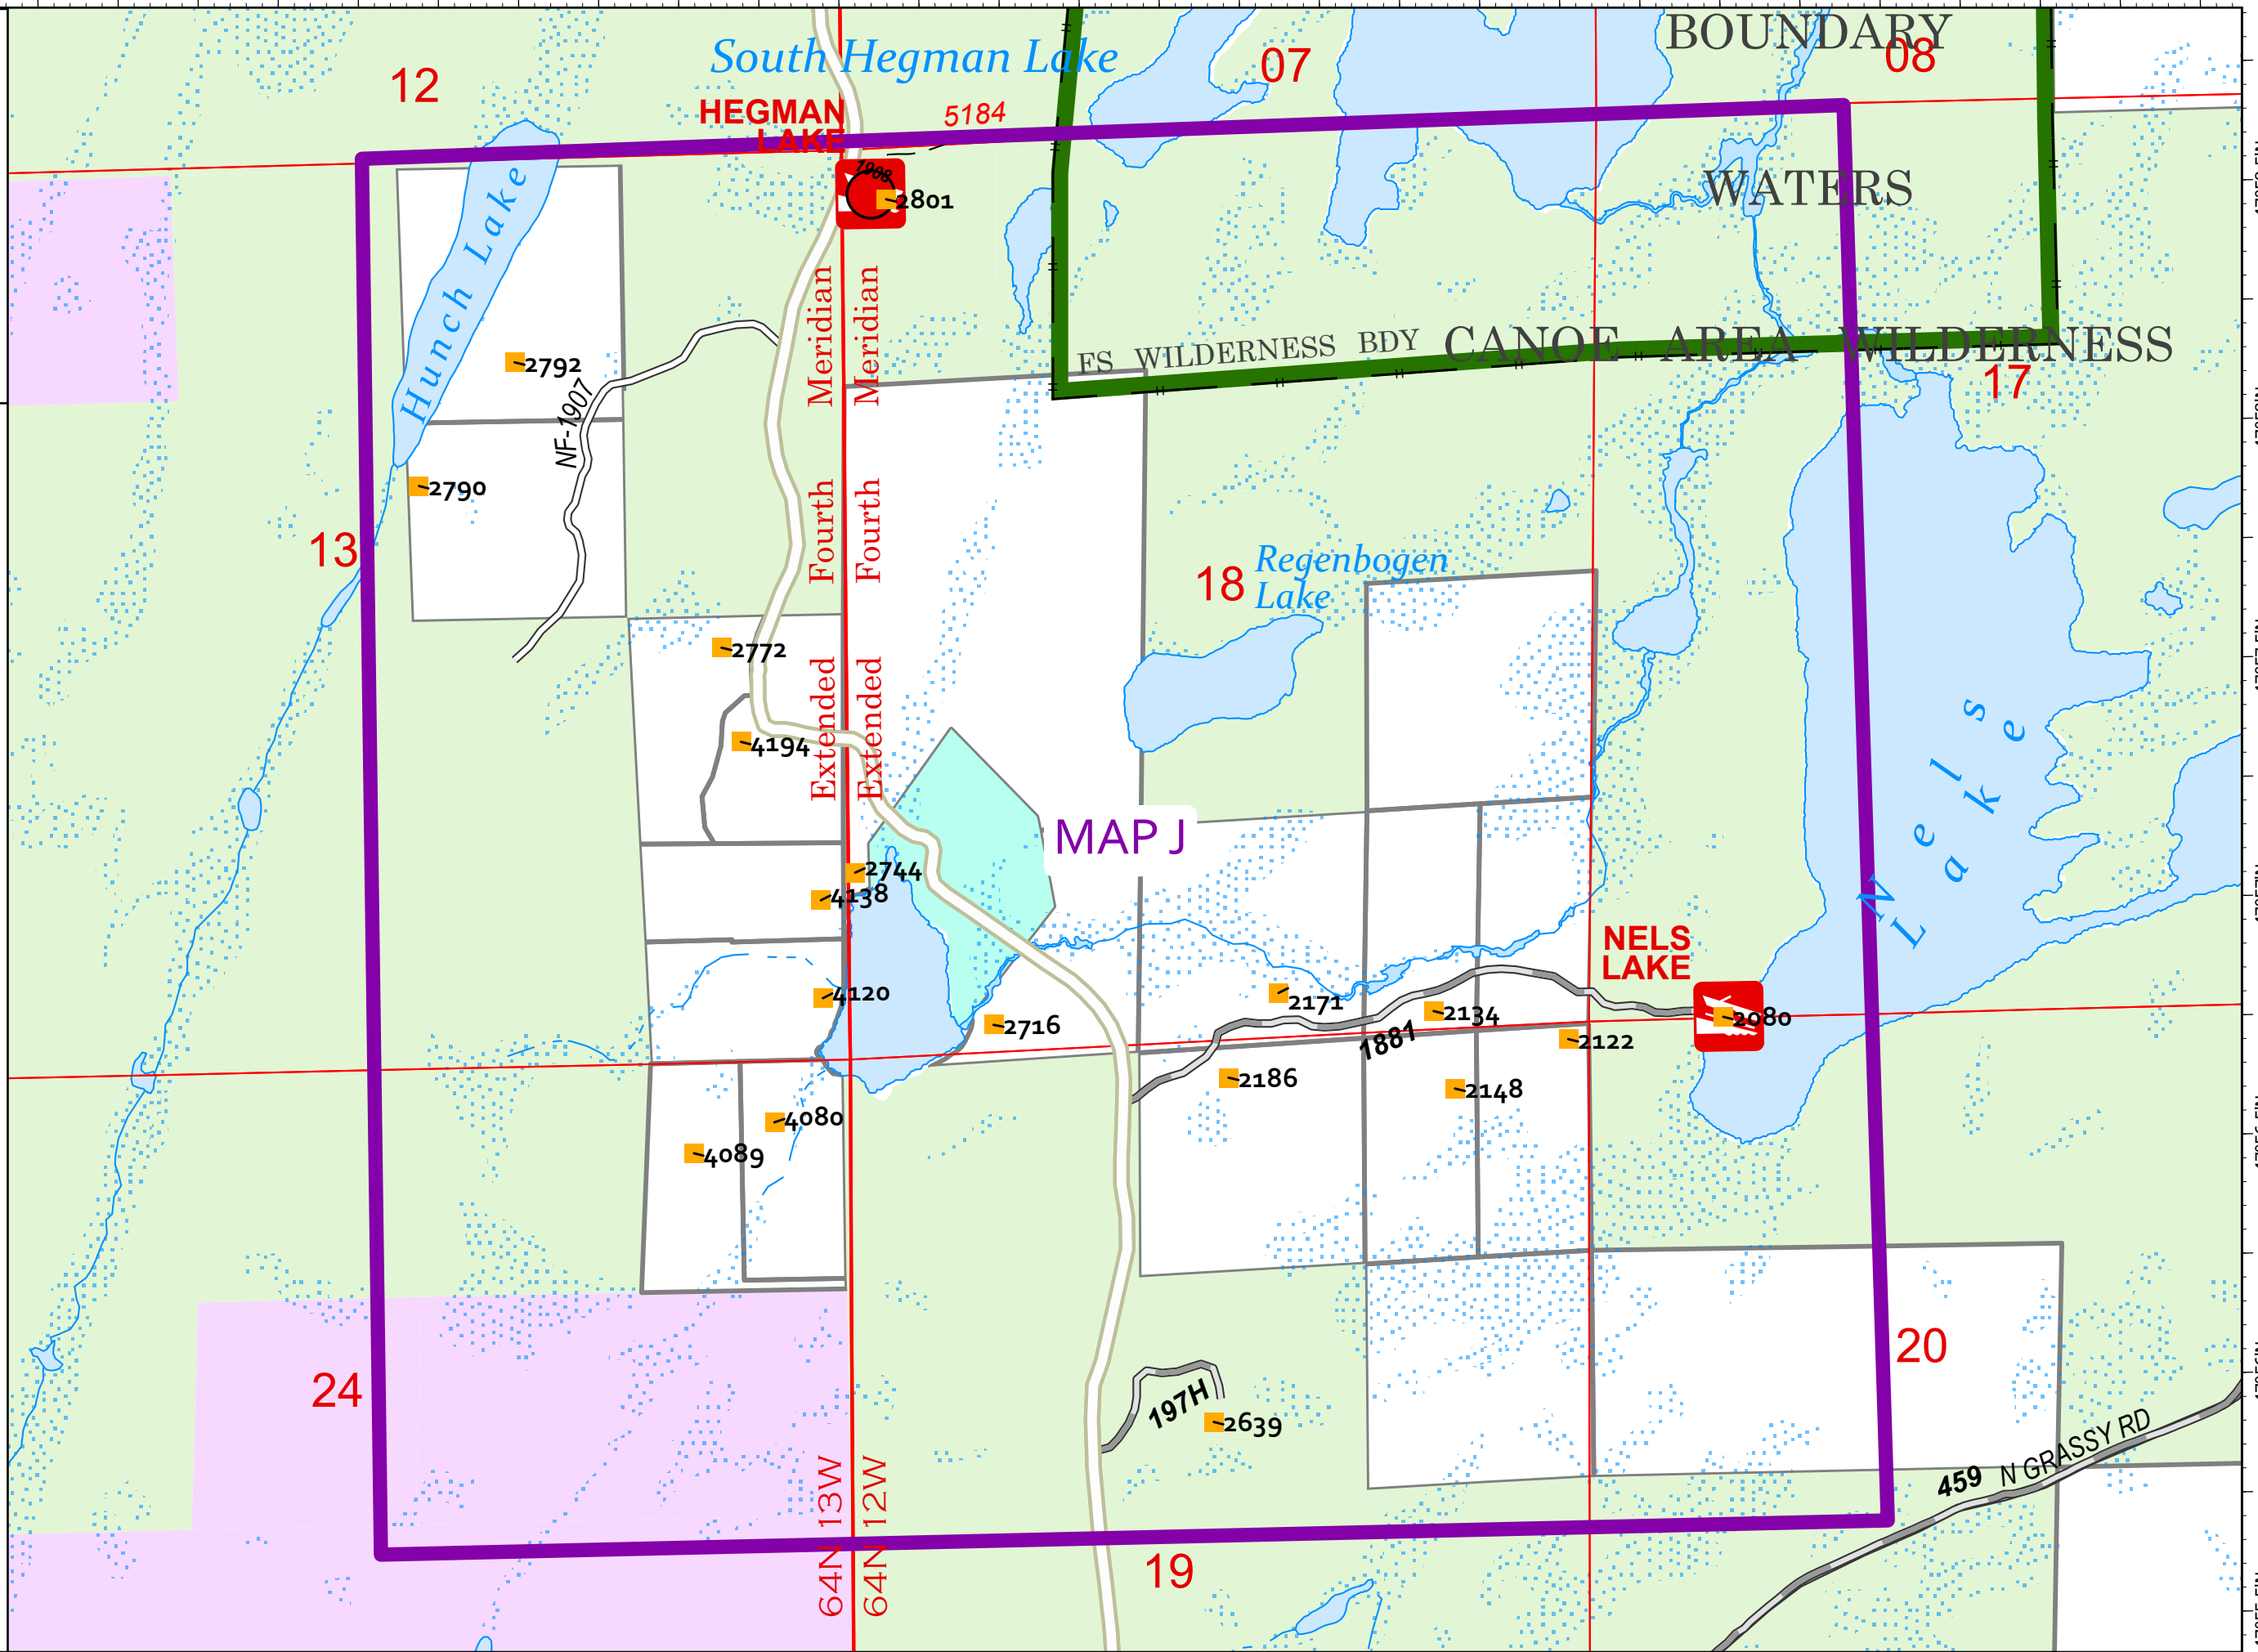 BOUNDARY
South Hegman Lake
07
08
12
HEGMAN
LAKE
5184
1908
2801
WATERS
Hunch Lake
Meridian
Meridian
FS WILDERNESS BDY
CANOE AREA WILDERNESS
2792
NF-1907
17
2790
Fourth
Fourth
13
18
Regenbogen
Lake
2772
Extended
Extended
4194
Nels
Lake
MAP J
2744
4138
NELS
LAKE
4120
2716
2171
2134
2080
1881
2122
2186
2148
4080
4089
20
24
197H
2639
459 N GRASSY RD
64N 13W
64N 12W
19